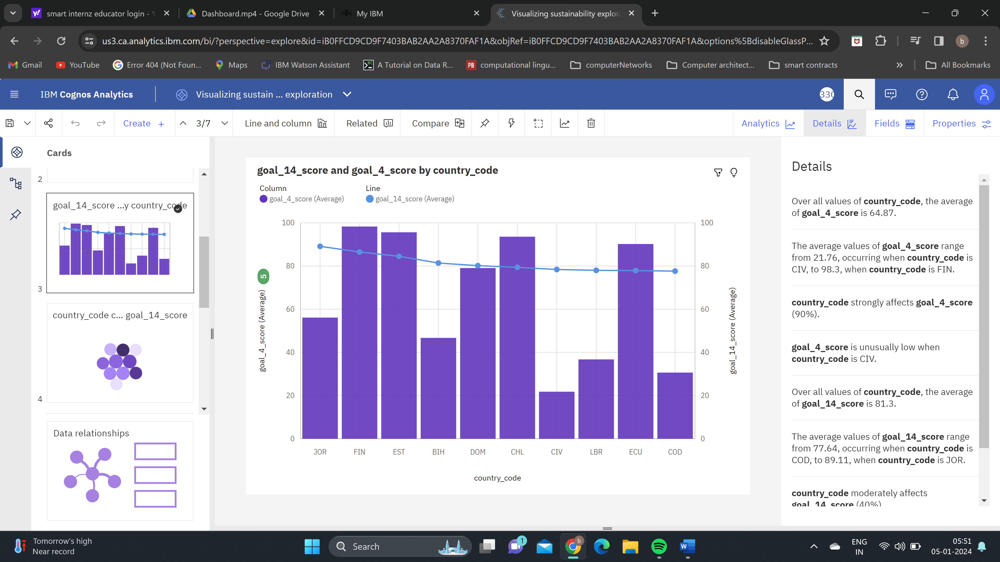 smart internz educator login - Y
Dashboard.mp4 - Google Drive
My IBM
Visualizing sustainability explora
us3.ca.analytics.ibm.com/bi/?perspective=explore&id=iB0FFCD9CD9F7403BAB2AA2A8370FAF1A&objRef=iB0FFCD9CD9F7403BAB2AA2A8370FAF1A&options%5BdisableGlassP...
b
Gmail
YouTube
Error 404 (Not Foun...
Maps
IBM Watson Assistant
A Tutorial on Data R...
PB computational lingu...
computerNetworks
Computer architect...
smart contracts
All Bookmarks
IBM Cognos Analytics
Visualizing sustain ... exploration
330
Create +
3/7
Line and column
Related
Compare
Analytics
Details
Fields
Properties
Cards
2
goal_14_score ...y country_code
3
country_code c... goal_14_score
4
Data relationships
goal_14_score and goal_4_score by country_code
Column
goal_4_score (Average)
Line
goal_14_score (Average)
100
80
60
40
20
0
5
goal_4_score (Average)
100
80
60
40
20
0
goal_14_score (Average)
JOR FIN EST BIH DOM CHL CIV LBR ECU COD
country_code
Details
Over all values of country_code, the average
of goal_4_score is 64.87.
The average values of goal_4_score range
from 21.76, occurring when country_code is
CIV, to 98.3, when country_code is FIN.
country_code strongly affects goal_4_score
(90%).
goal_4_score is unusually low when
country_code is CIV.
Over all values of country_code, the average
of goal_14_score is 81.3.
The average values of goal_14_score range
from 77.64, occurring when country_code is
COD, to 89.11, when country_code is JOR.
country_code moderately affects
goal_14_score (40%)
Tomorrow's high
Near record
Search
1
b
W
ENG
IN
05:51
05-01-2024